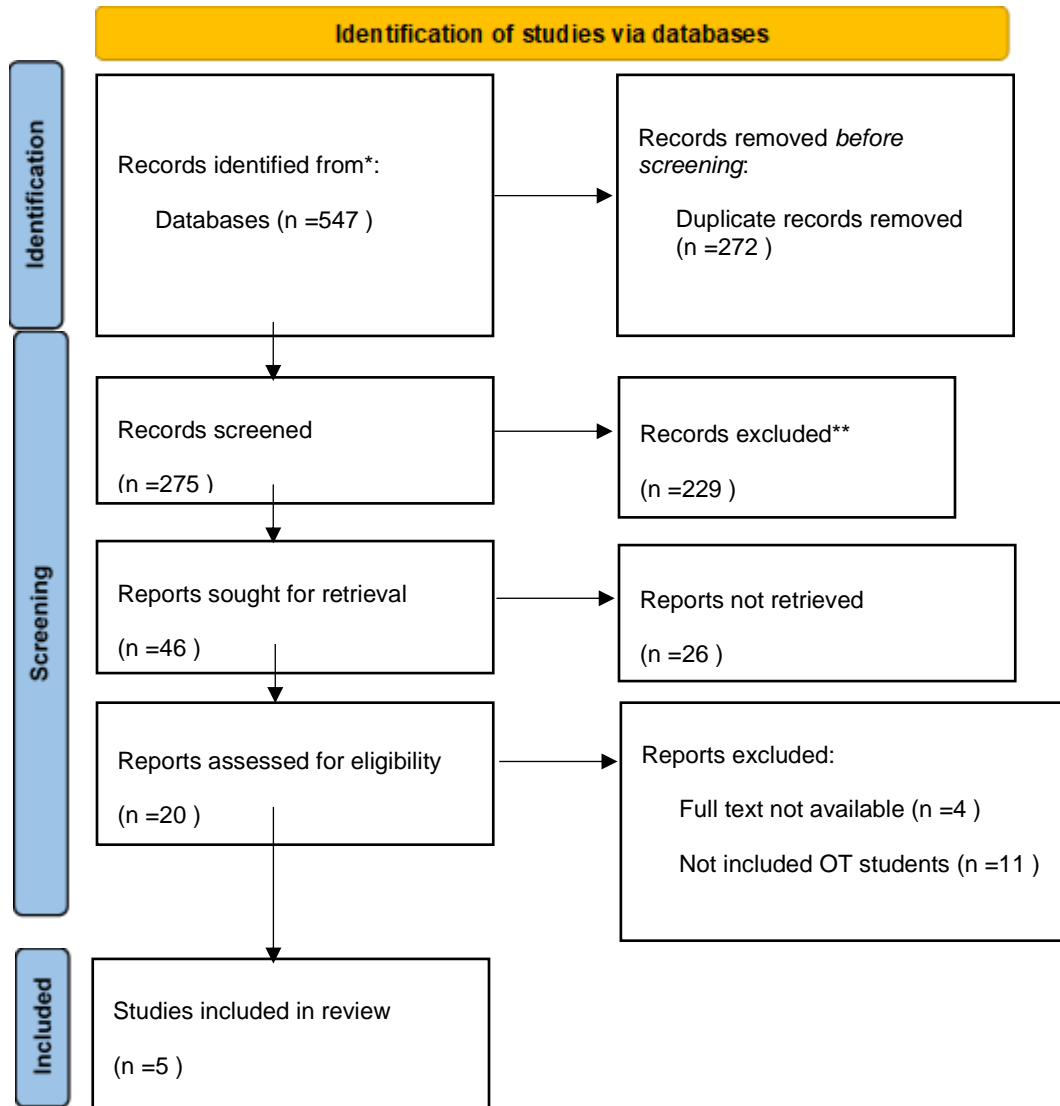 Identification of studies via databases
Identification
Records identified from*:
Databases (n =547 )
Records removed before
screening:
Duplicate records removed
(n =272 )
Screening
Records screened
(n =275 )
Records excluded**
(n =229 )
Reports sought for retrieval
(n =46 )
Reports not retrieved
(n =26 )
Reports assessed for eligibility
(n =20 )
Reports excluded:
Full text not available (n =4 )
Not included OT students (n =11 )
Included
Studies included in review
(n =5 )